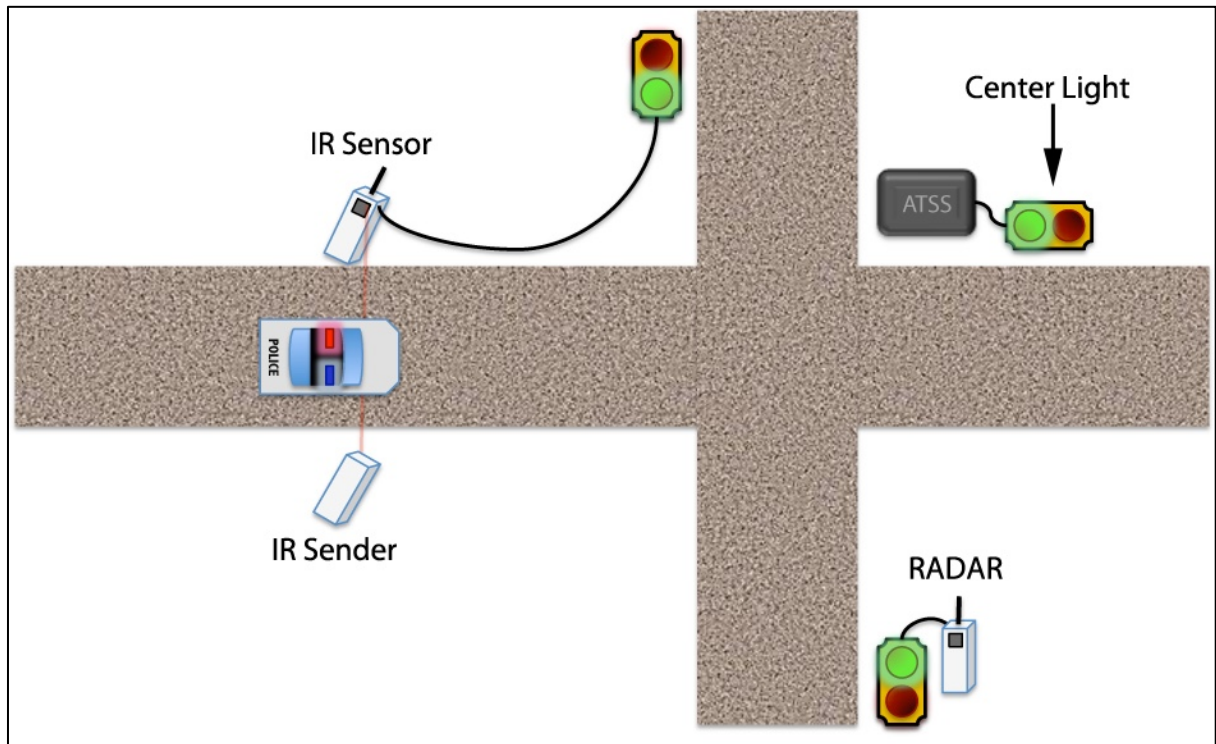 Center Light
IR Sensor
ATSS
POLICE
IR Sender
RADAR